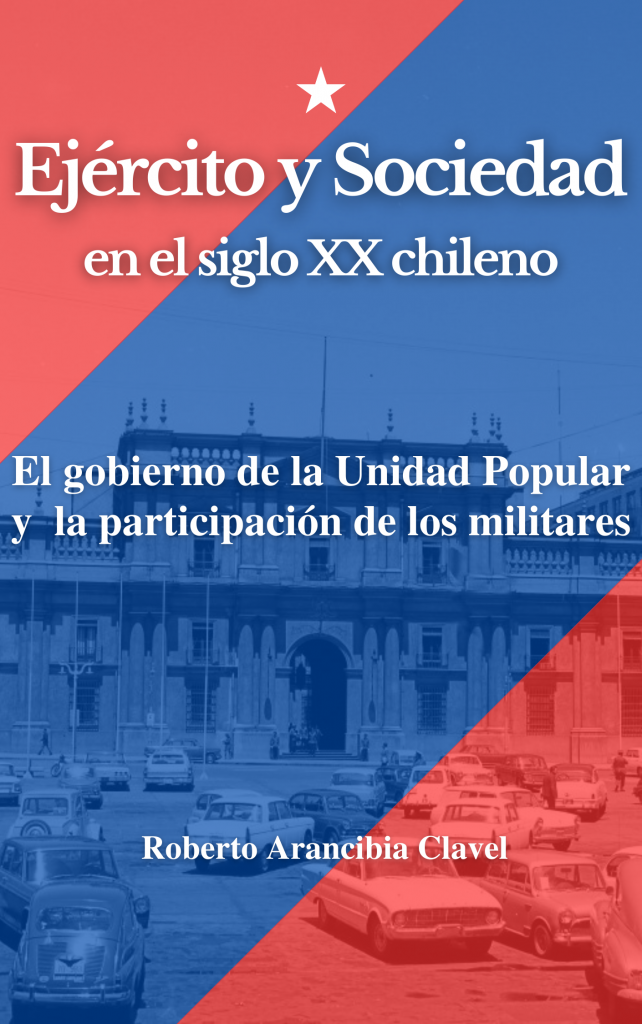 Ejército y Sociedad
en el siglo XX chileno
El gobierno de la Unidad Popular
y la participación de los militares
Roberto Arancibia Clavel